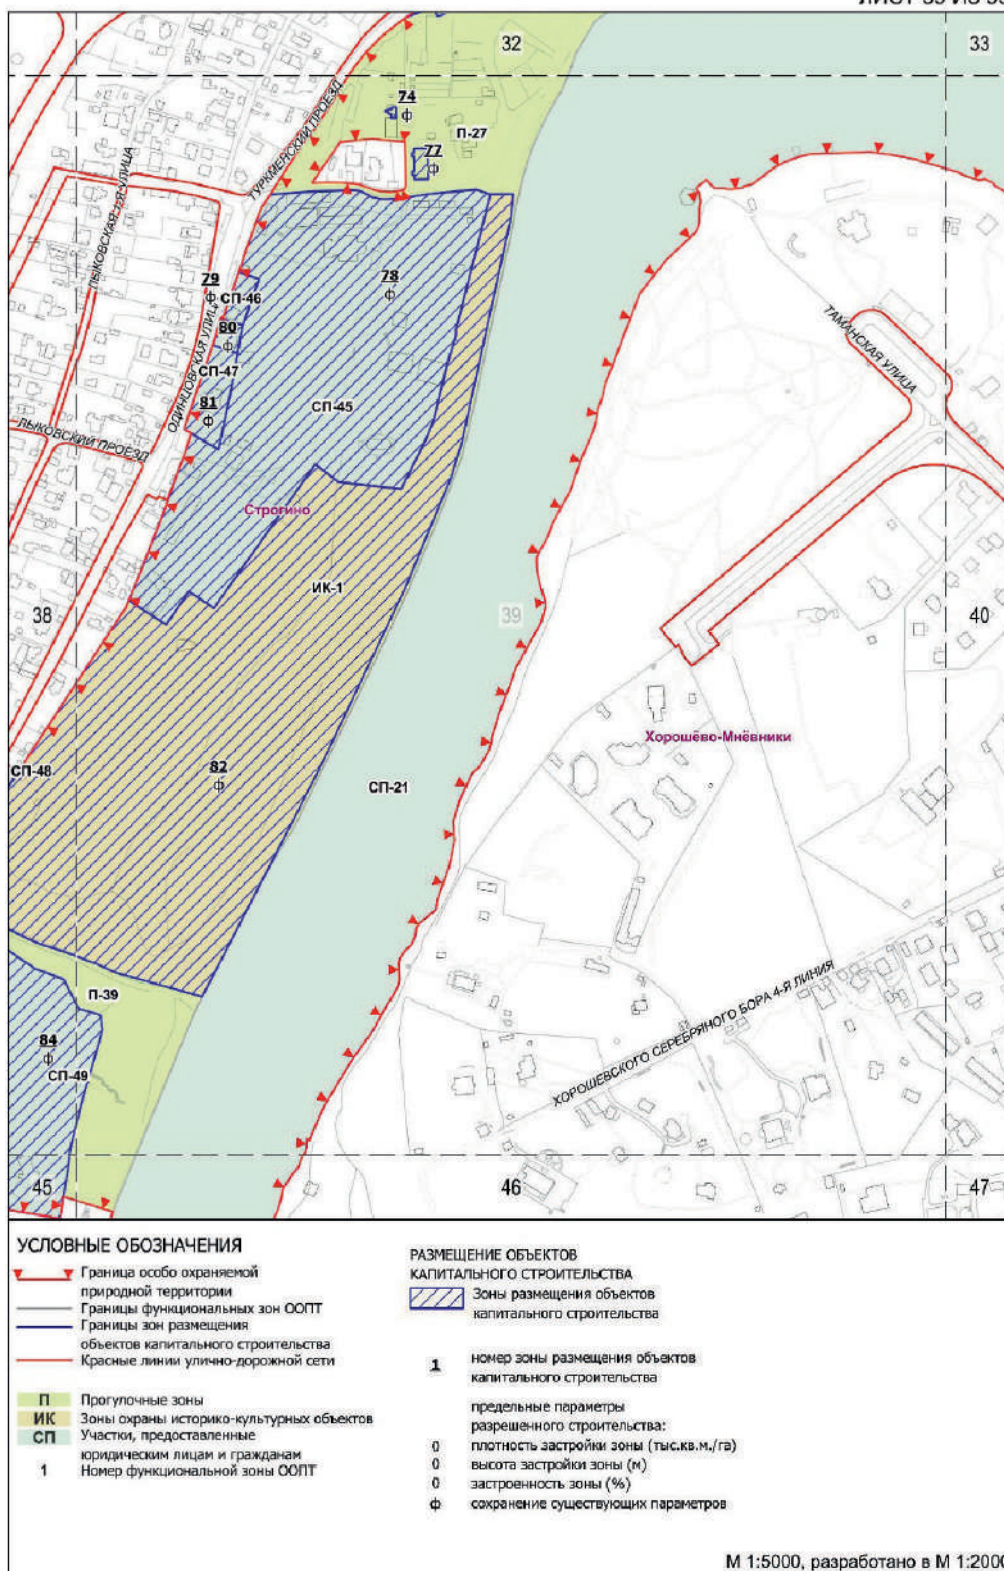 32
33
74
ф
П-27
77
ф
ТУРКМЕНСКИЙ ПРОЕЗД
ЛЫКОВСКАЯ 1-Я УЛИЦА
78
ф
79
ф
СП-46
80
ф
ОДИНЦОВСКАЯ УЛИЦ
СП-47
81
ф
СП-45
ТАМАНСКАЯ УЛИЦА
ЛЫКОВСКИЙ ПРОЕЗД
Строгино
ИК-1
38
39
40
Хорошёво-Мнёвники
СП-48
82
ф
СП-21
П-39
ХОРОШЁВСКОГО СЕРЕБРЯНОГО БОРА 4-Я ЛИНИЯ
84
ф
СП-49
45
46
47
УСЛОВНЫЕ ОБОЗНАЧЕНИЯ
Граница особо охраняемой
природной территории
Границы функциональных зон ООПТ
Границы зон размещения
объектов капитального строительства
Красные линии улично-дорожной сети
П Прогулочные зоны
ИК Зоны охраны историко-культурных объектов
СП Участки, предоставленные
юридическим лицам и гражданам
1 Номер функциональной зоны ООПТ
РАЗМЕЩЕНИЕ ОБЪЕКТОВ
КАПИТАЛЬНОГО СТРОИТЕЛЬСТВА
Зоны размещения объектов
капитального строительства
1 номер зоны размещения объектов
капитального строительства
предельные параметры
разрешенного строительства:
0 плотность застройки зоны (тыс.кв.м./га)
0 высота застройки зоны (м)
0 застроенность зоны (%)
ф сохранение существующих параметров
М 1:5000, разработано в М 1:2000